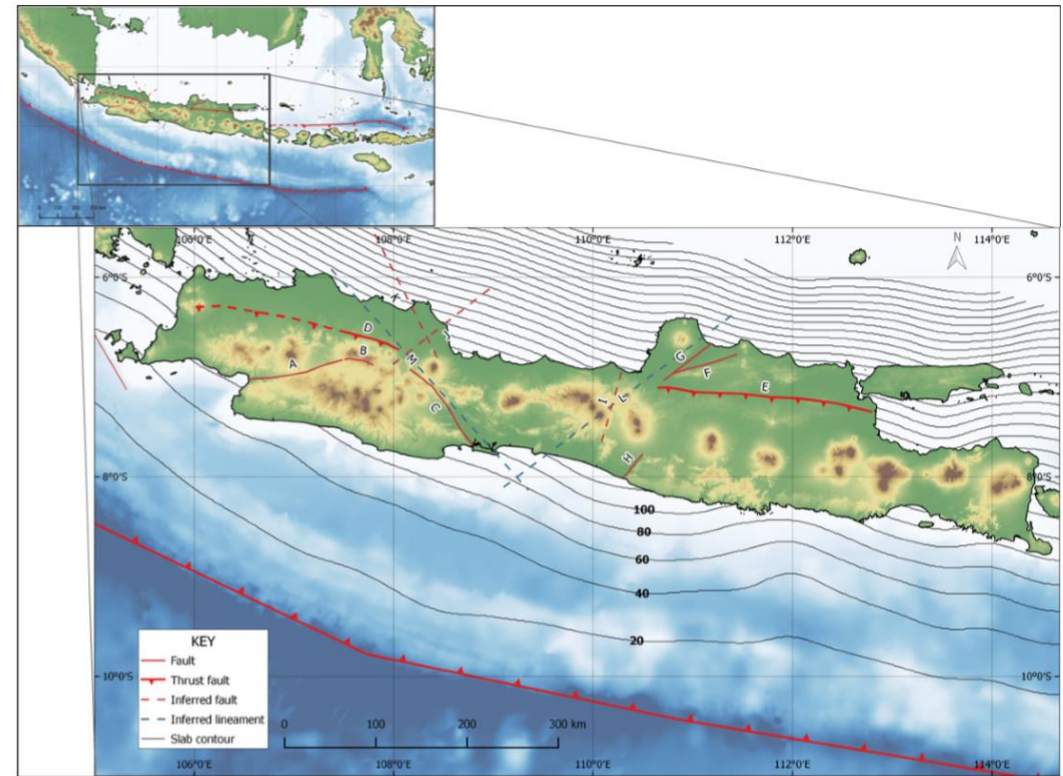 106°0'E 108°0'E 110°0'E 112°0'E 114°0'E
N
6°0'S 6°0'S
K
J
D
B
M
A
C
G
F
E
I
L
H
8°0'S 8°0'S
100
80
60
40
20
KEY
Fault
Thrust fault
Inferred fault
Inferred lineament
Slab contour
10°0'S 10°0'S
0 100 200 300 km
106°0'E 108°0'E 110°0'E 112°0'E 114°0'E